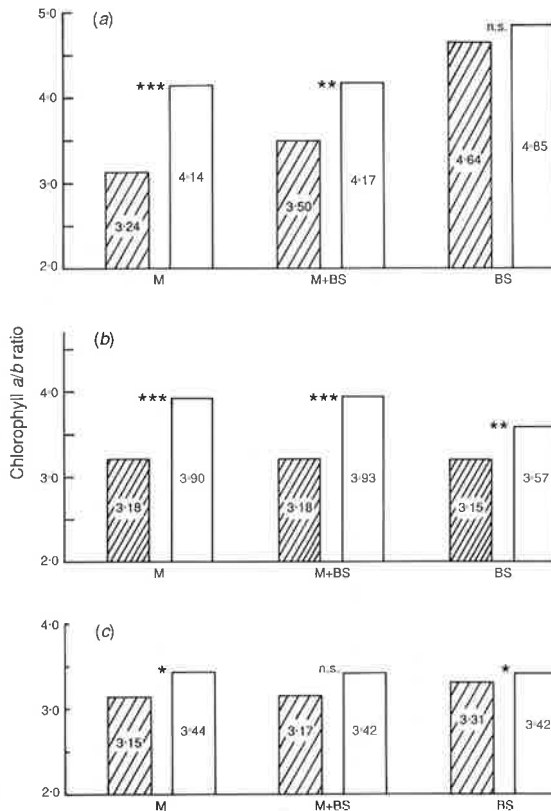 Chlorophyll a/b ratio
(a)
5·0
4·0
3·0
2·0
***
**
n.s.
3·24
4·14
3·50
4·17
4·64
4·85
M
M+BS
BS
(b)
4·0
3·0
2·0
***
***
**
3·18
3·90
3·18
3·93
3·15
3·57
M
M+BS
BS
(c)
4·0
3·0
2·0
*
n.s.
*
3·15
3·44
3·17
3·42
3·31
3·42
M
M+BS
BS